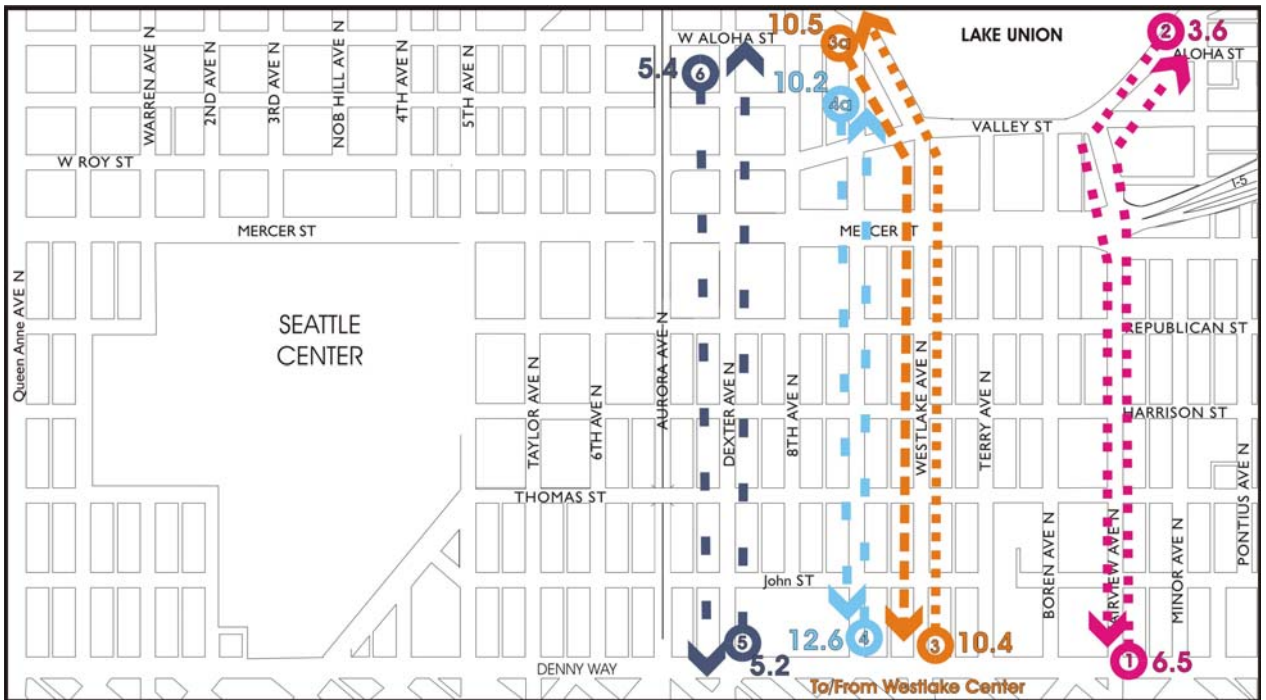 10.5
W ALOHA ST
3a
LAKE UNION
2
3.6
ALOHA ST
5.4
6
10.2
4a
WARREN AVE N
2ND AVE N
3RD AVE N
NOB HILL AVE N
4TH AVE N
5TH AVE N
VALLEY ST
W ROY ST
I-5
MERCER ST
MERCER ST
SEATTLE
CENTER
Queen Anne AVE N
REPUBLICAN ST
TAYLOR AVE N
6TH AVE N
AURORA AVE N
DEXTER AVE N
8TH AVE N
WESTLAKE AVE N
TERRY AVE N
HARRISON ST
THOMAS ST
BOREN AVE N
FAIRVIEW AVE N
MINOR AVE N
PONTIUS AVE N
John ST
5
5.2
12.6
4
3
10.4
1
6.5
DENNY WAY
To/From Westlake Center